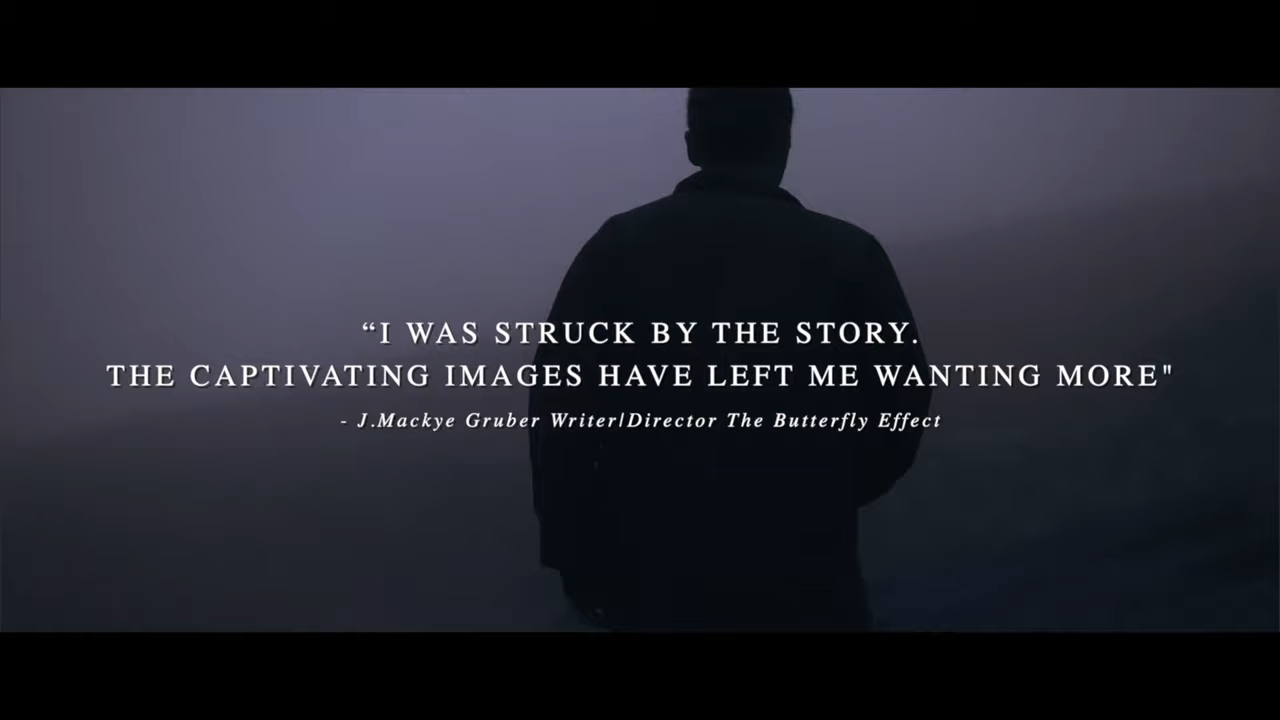 “I WAS STRUCK BY THE STORY.
THE CAPTIVATING IMAGES HAVE LEFT ME WANTING MORE"
- J.Mackye Gruber Writer|Director The Butterfly Effect